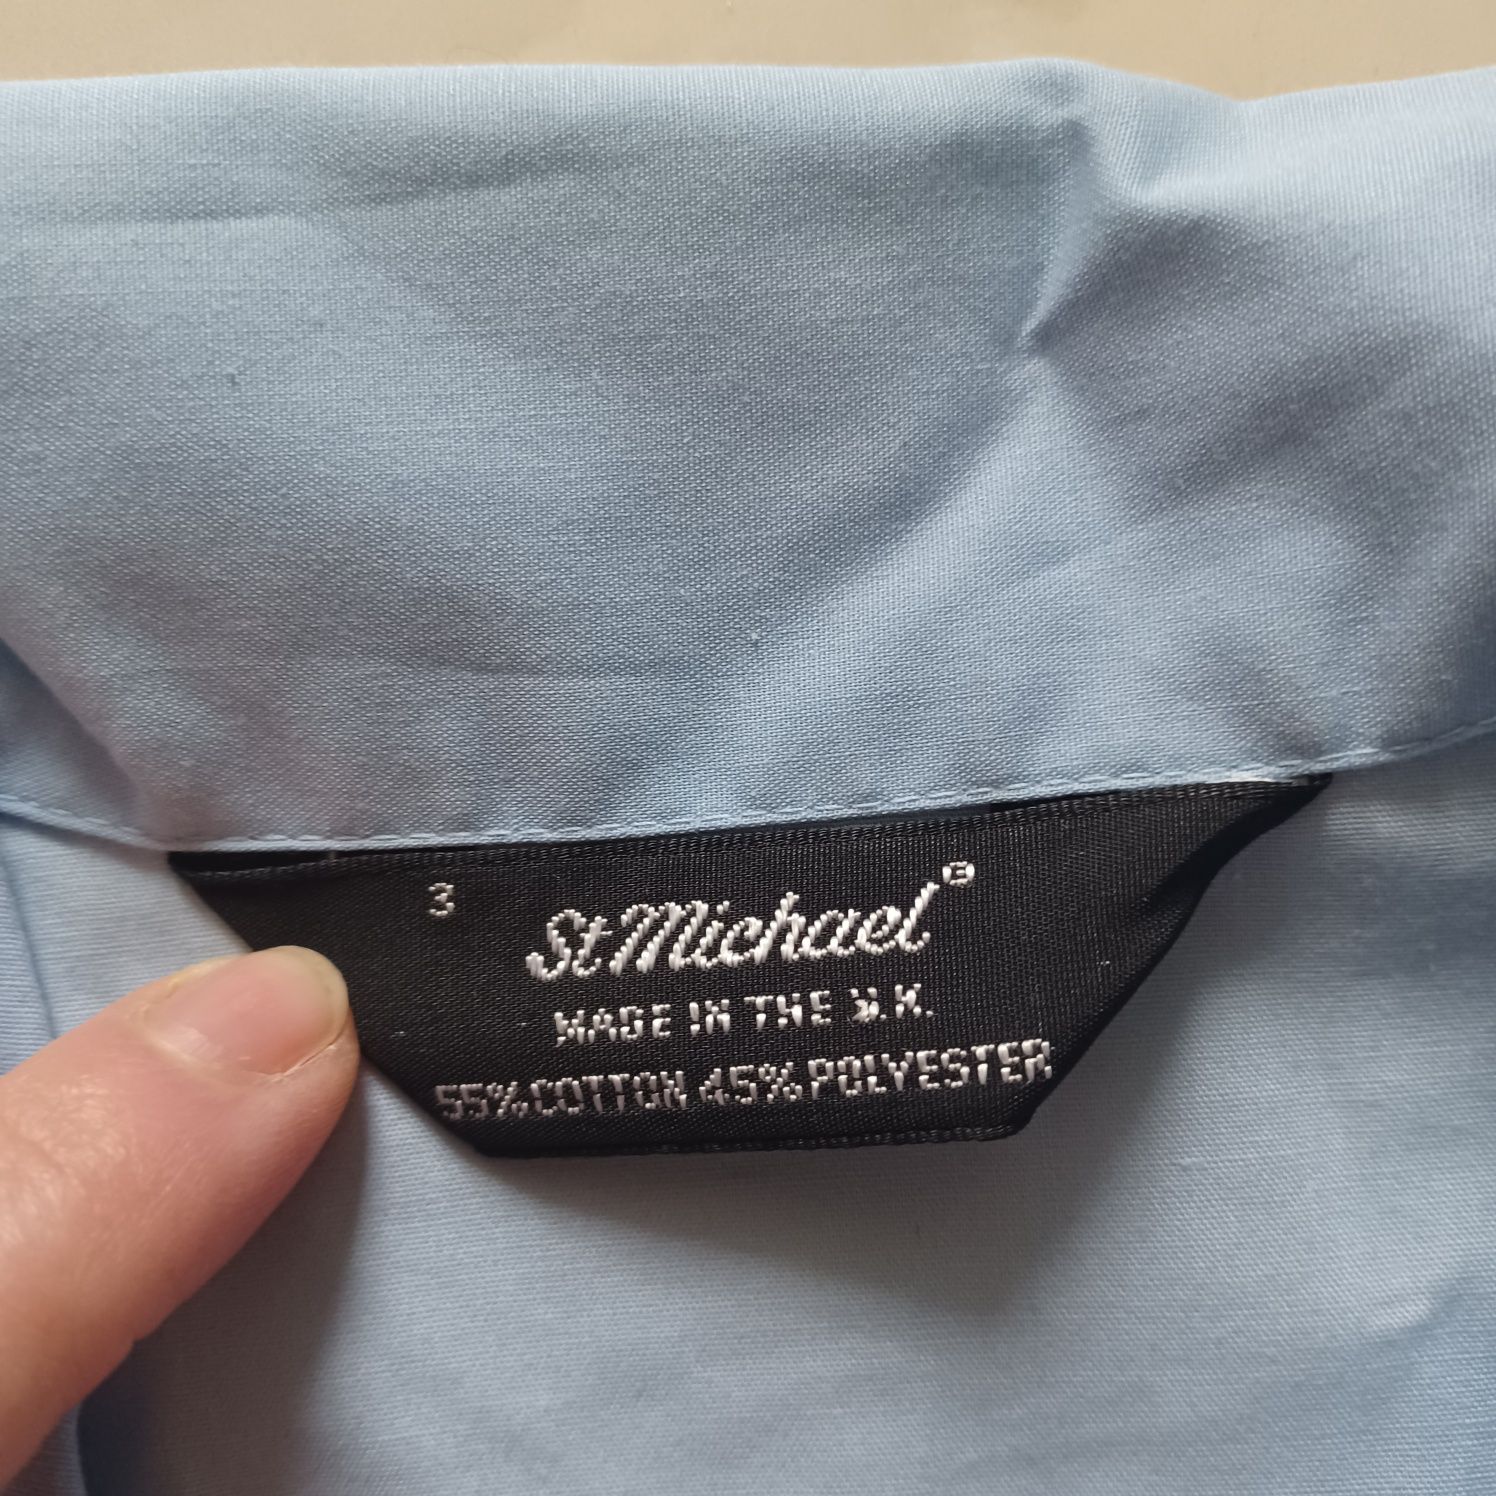 3
St Michael®
MADE IN THE U.K.
55% COTTON 45% POLYESTER